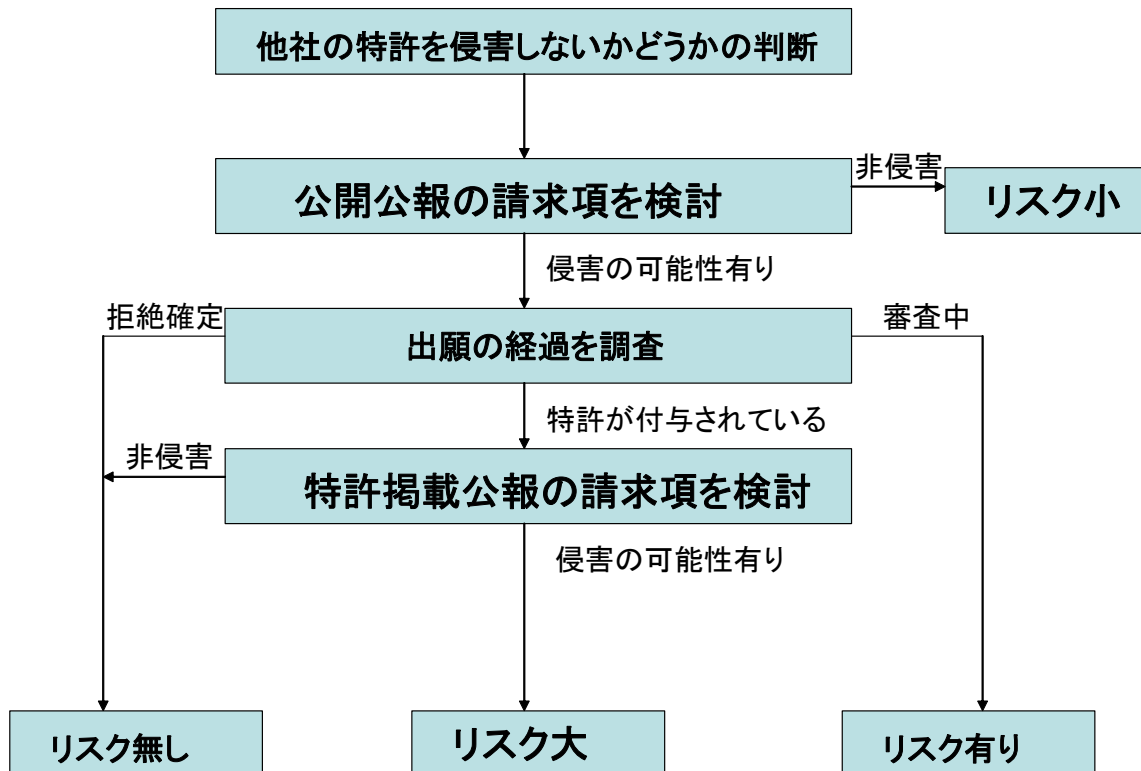 他社の特許を侵害しないかどうかの判断
非侵害
公開公報の請求項を検討
リスク小
侵害の可能性有り
拒絶確定
審査中
出願の経過を調査
特許が付与されている
非侵害
特許掲載公報の請求項を検討
侵害の可能性有り
リスク無し
リスク大
リスク有り